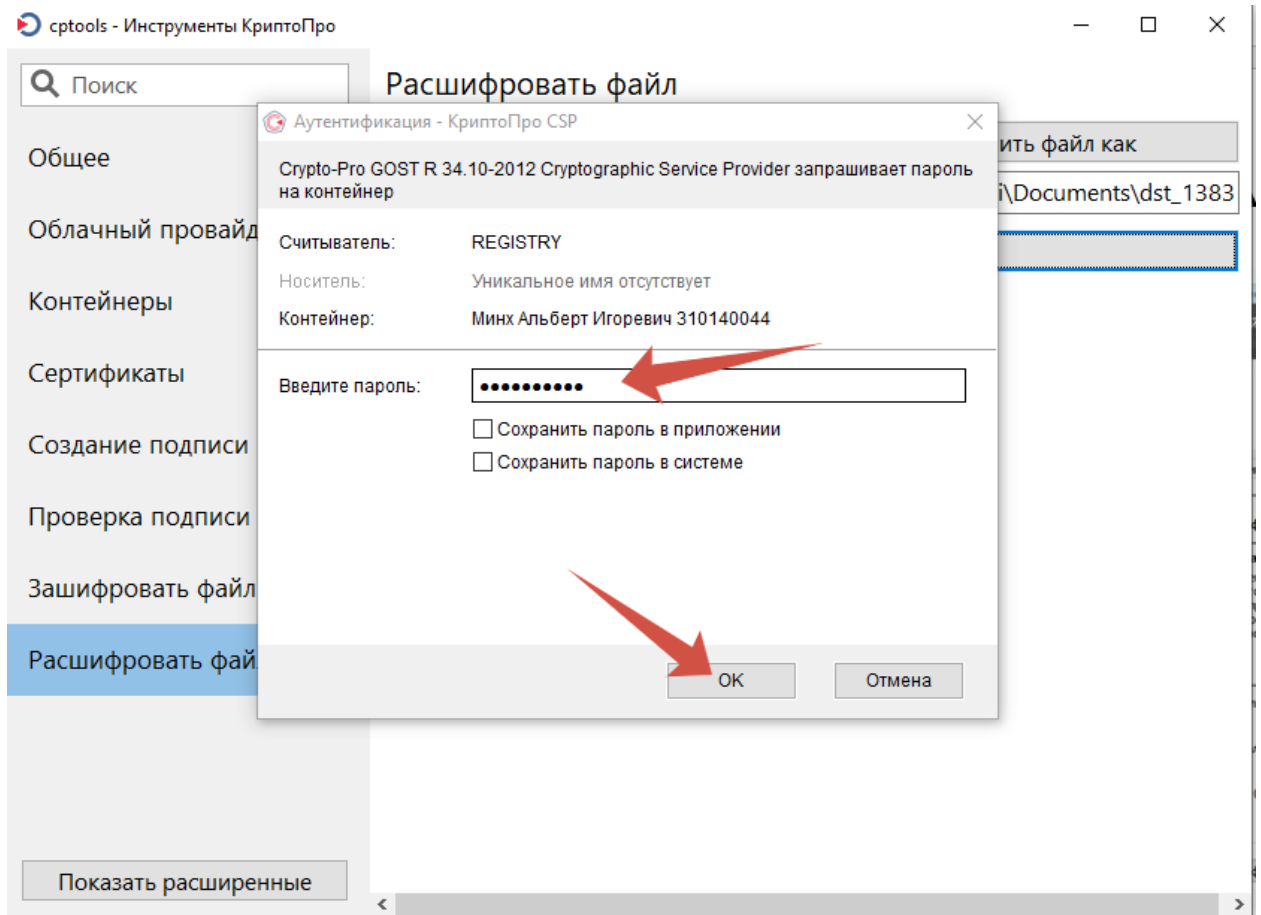 cptools - Инструменты КриптоПро
Поиск
Расшифровать файл
Аутентификация - КриптоПро CSP
ить файл как
Общее
Crypto-Pro GOST R 34.10-2012 Cryptographic Service Provider запрашивает пароль
на контейнер
i\Documents\dst_1383
Облачный провайд
Считыватель: REGISTRY
Носитель: Уникальное имя отсутствует
Контейнеры
Контейнер: Минх Альберт Игоревич 310140044
Сертификаты
Введите пароль: ••••••••••
Сохранить пароль в приложении
Создание подписи
Сохранить пароль в системе
Проверка подписи
Зашифровать файл
Расшифровать фай
OK
Отмена
Показать расширенные